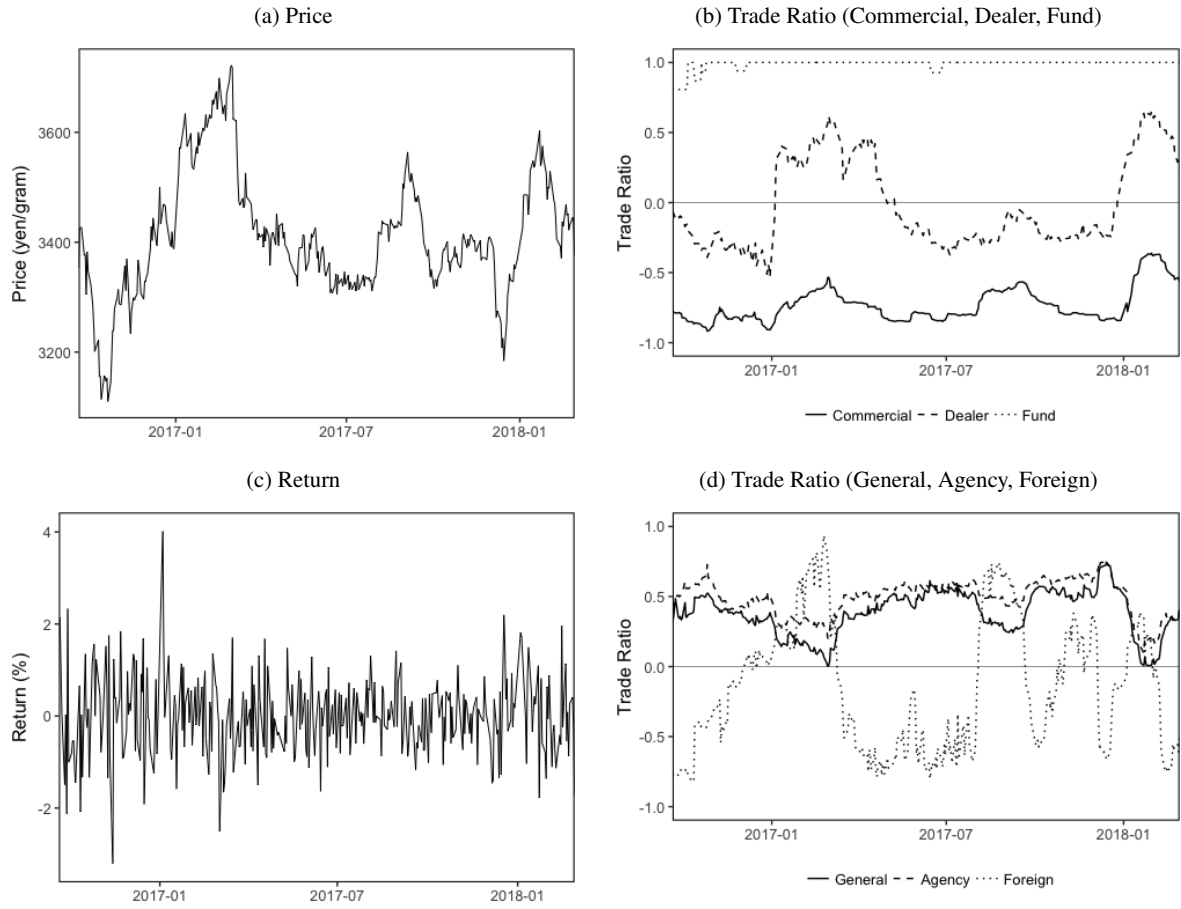 (a) Price
Price (yen/gram)
3600
3400
3200
2017-01 2017-07 2018-01
(b) Trade Ratio (Commercial, Dealer, Fund)
Trade Ratio
1.0
0.5
0.0
-0.5
-1.0
2017-01 2017-07 2018-01
Commercial Dealer Fund
(c) Return
Return (%)
4
2
0
-2
2017-01 2017-07 2018-01
(d) Trade Ratio (General, Agency, Foreign)
Trade Ratio
1.0
0.5
0.0
-0.5
-1.0
2017-01 2017-07 2018-01
General Agency Foreign